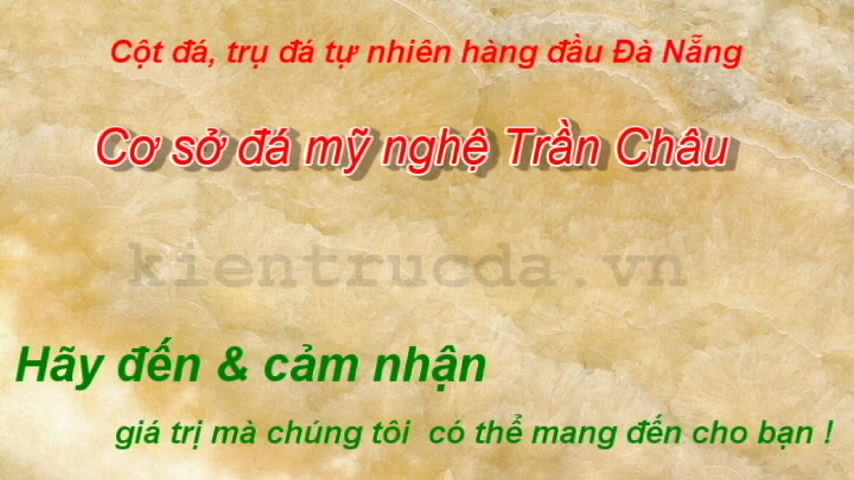 Cột đá, trụ đá tự nhiên hàng đầu Đà Nẵng
Cơ sở đá mỹ nghệ Trần Châu
kientrucda.vn
Hãy đến & cảm nhận
giá trị mà chúng tôi có thể mang đến cho bạn !